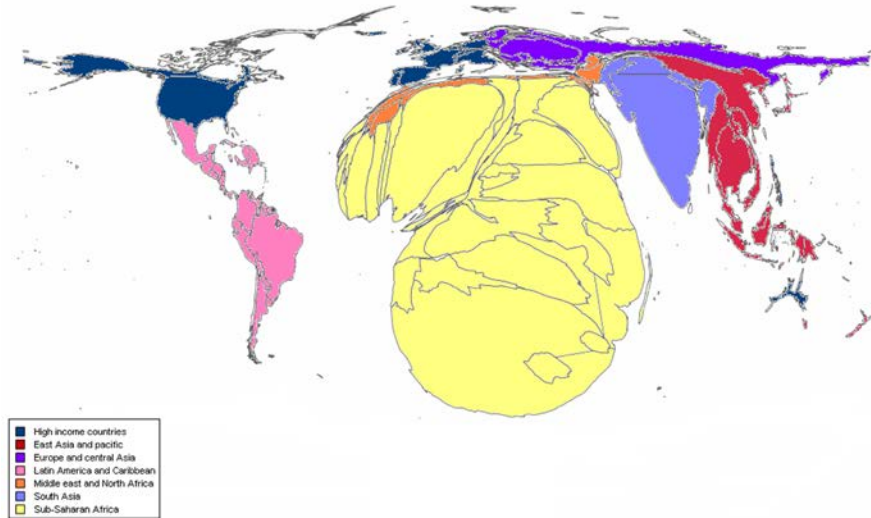 High income countries
East Asia and pacific
Europe and central Asia
Latin America and Caribbean
Middle east and North Africa
South Asia
Sub-Saharan Africa